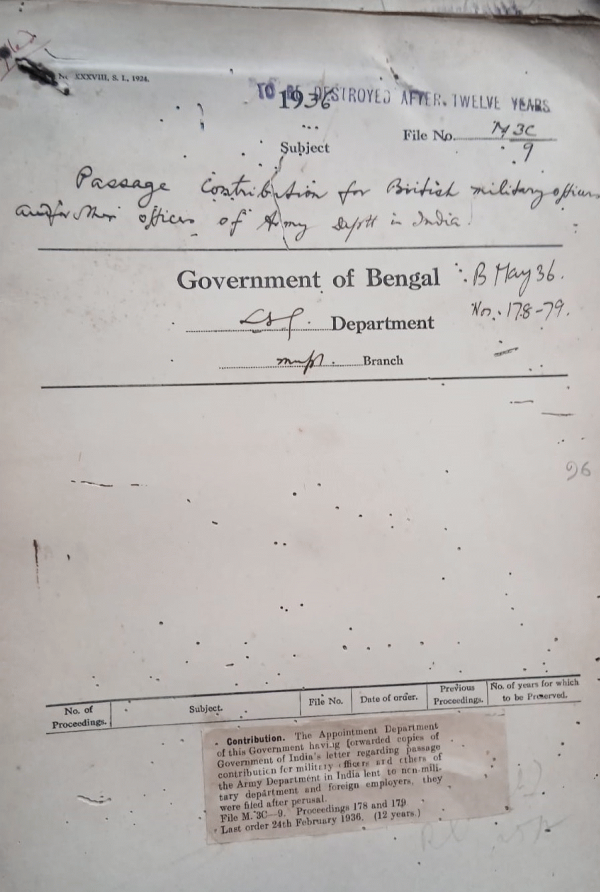 No. XXXVIII, S. L, 1924.
TO BE DESTROYED AFTER TWELVE YEARS
1936
File No. M 3C
9
Subject
Passage Contribution for British military officers
and/or other officers of Army Deptt in India.
Government of Bengal
B May 36.
Nos. 178-79.
Department
Branch
96
No. of Proceedings.
Subject.
File No.
Date of order.
Previous Proceedings.
No. of years for which to be Preserved.
Contribution. The Appointment Department
of this Government having forwarded copies of
Government of India's letter regarding passage
contribution for military officers and others of
the Army Department in India lent to non-mili-
tary department and foreign employers, they
were filed after perusal.
File M. 3C—9. Proceedings 178 and 179
Last order 24th February 1936. (12 years.)